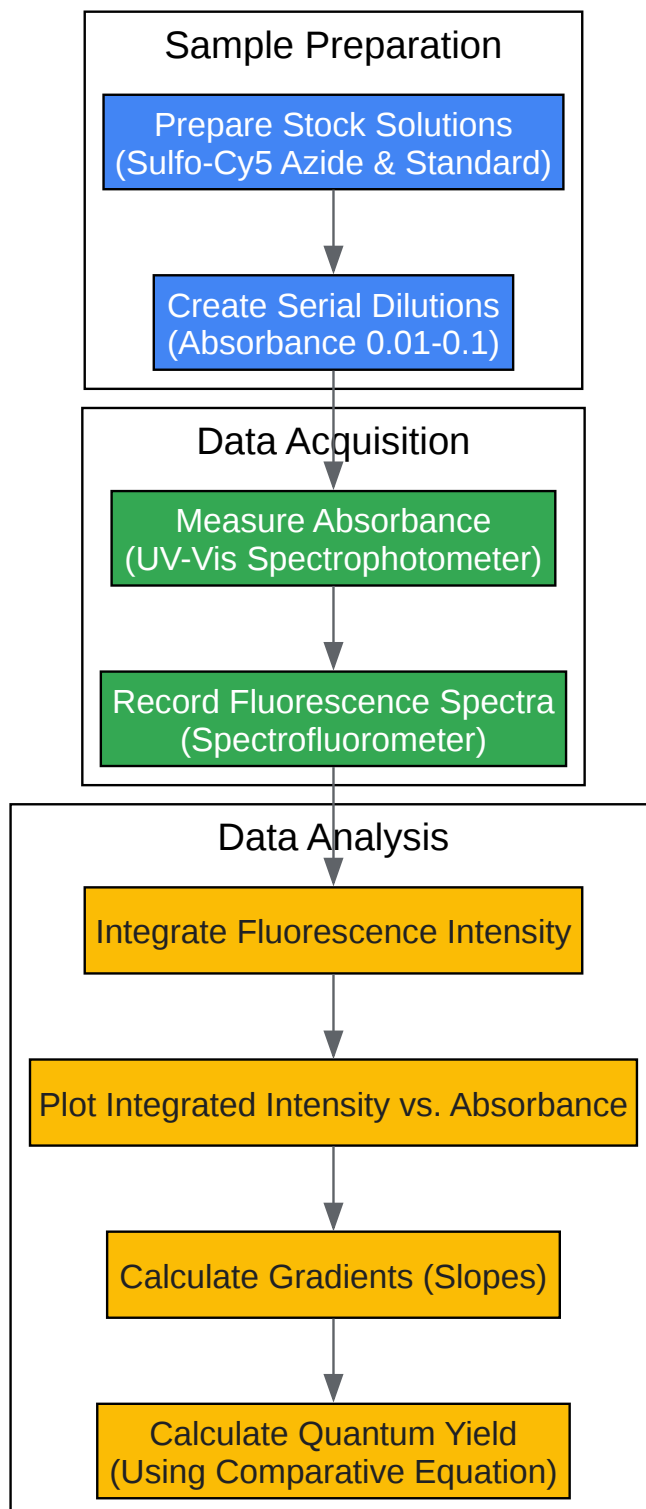 Sample Preparation
Prepare Stock Solutions
(Sulfo-Cy5 Azide & Standard)
Create Serial Dilutions
(Absorbance 0.01-0.1)
Data Acquisition
Measure Absorbance
(UV-Vis Spectrophotometer)
Record Fluorescence Spectra
(Spectrofluorometer)
Data Analysis
Integrate Fluorescence Intensity
Plot Integrated Intensity vs. Absorbance
Calculate Gradients (Slopes)
Calculate Quantum Yield
(Using Comparative Equation)